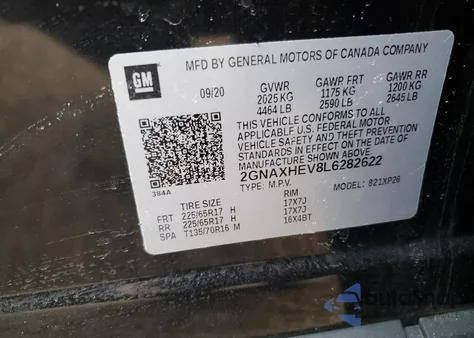 GM
MFD BY GENERAL MOTORS OF CANADA COMPANY
09/20 GVWR GAWR FRT GAWR RR
2025 KG 1175 KG 1200 KG
4464 LB 2590 LB 2645 LB
THIS VEHICLE CONFORMS TO ALL
APPLICABLE U.S. FEDERAL MOTOR
VEHICLE SAFETY AND BUMPER
STANDARDS IN EFFECT ON THE DATE
OF MANUFACTURE SHOWN ABOVE.
2GNAXHEV8L6282622
TYPE: M.P.V. MODEL: 821XP26
384A
TIRE SIZE RIM
FRT 225/65R17 H 17X7J
RR 225/65R17 H 17X7J
SPA T135/70R16 M 16X4BT
AutoSnap